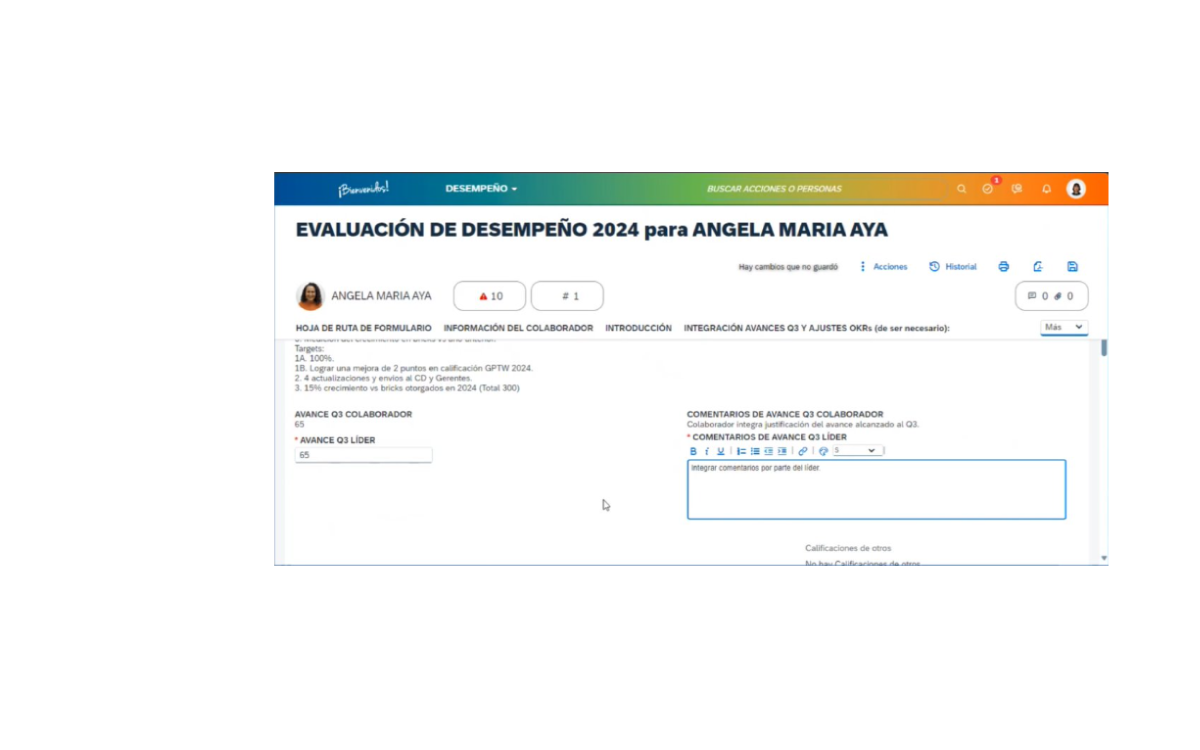 ¡Bienvenidos!
DESEMPEÑO
BUSCAR ACCIONES O PERSONAS
1
EVALUACIÓN DE DESEMPEÑO 2024 para ANGELA MARIA AYA
Hay cambios que no guardó
Acciones
Historial
ANGELA MARIA AYA
10
# 1
0 0
HOJA DE RUTA DE FORMULARIO INFORMACIÓN DEL COLABORADOR INTRODUCCIÓN INTEGRACIÓN AVANCES Q3 Y AJUSTES OKRs (de ser necesario):
Más
Targets:
1A. 100%.
1B. Lograr una mejora de 2 puntos en calificación GPTW 2024.
2. 4 actualizaciones y envios al CD y Gerentes.
3. 15% crecimiento vs bricks otorgados en 2024 (Total 300)
AVANCE Q3 COLABORADOR
65
* AVANCE Q3 LÍDER
65
COMENTARIOS DE AVANCE Q3 COLABORADOR
Colaborador integra justificación del avance alcanzado al Q3.
* COMENTARIOS DE AVANCE Q3 LÍDER
B I U
Integrar comentarios por parte del líder.
Calificaciones de otros
No hay Calificaciones de otros